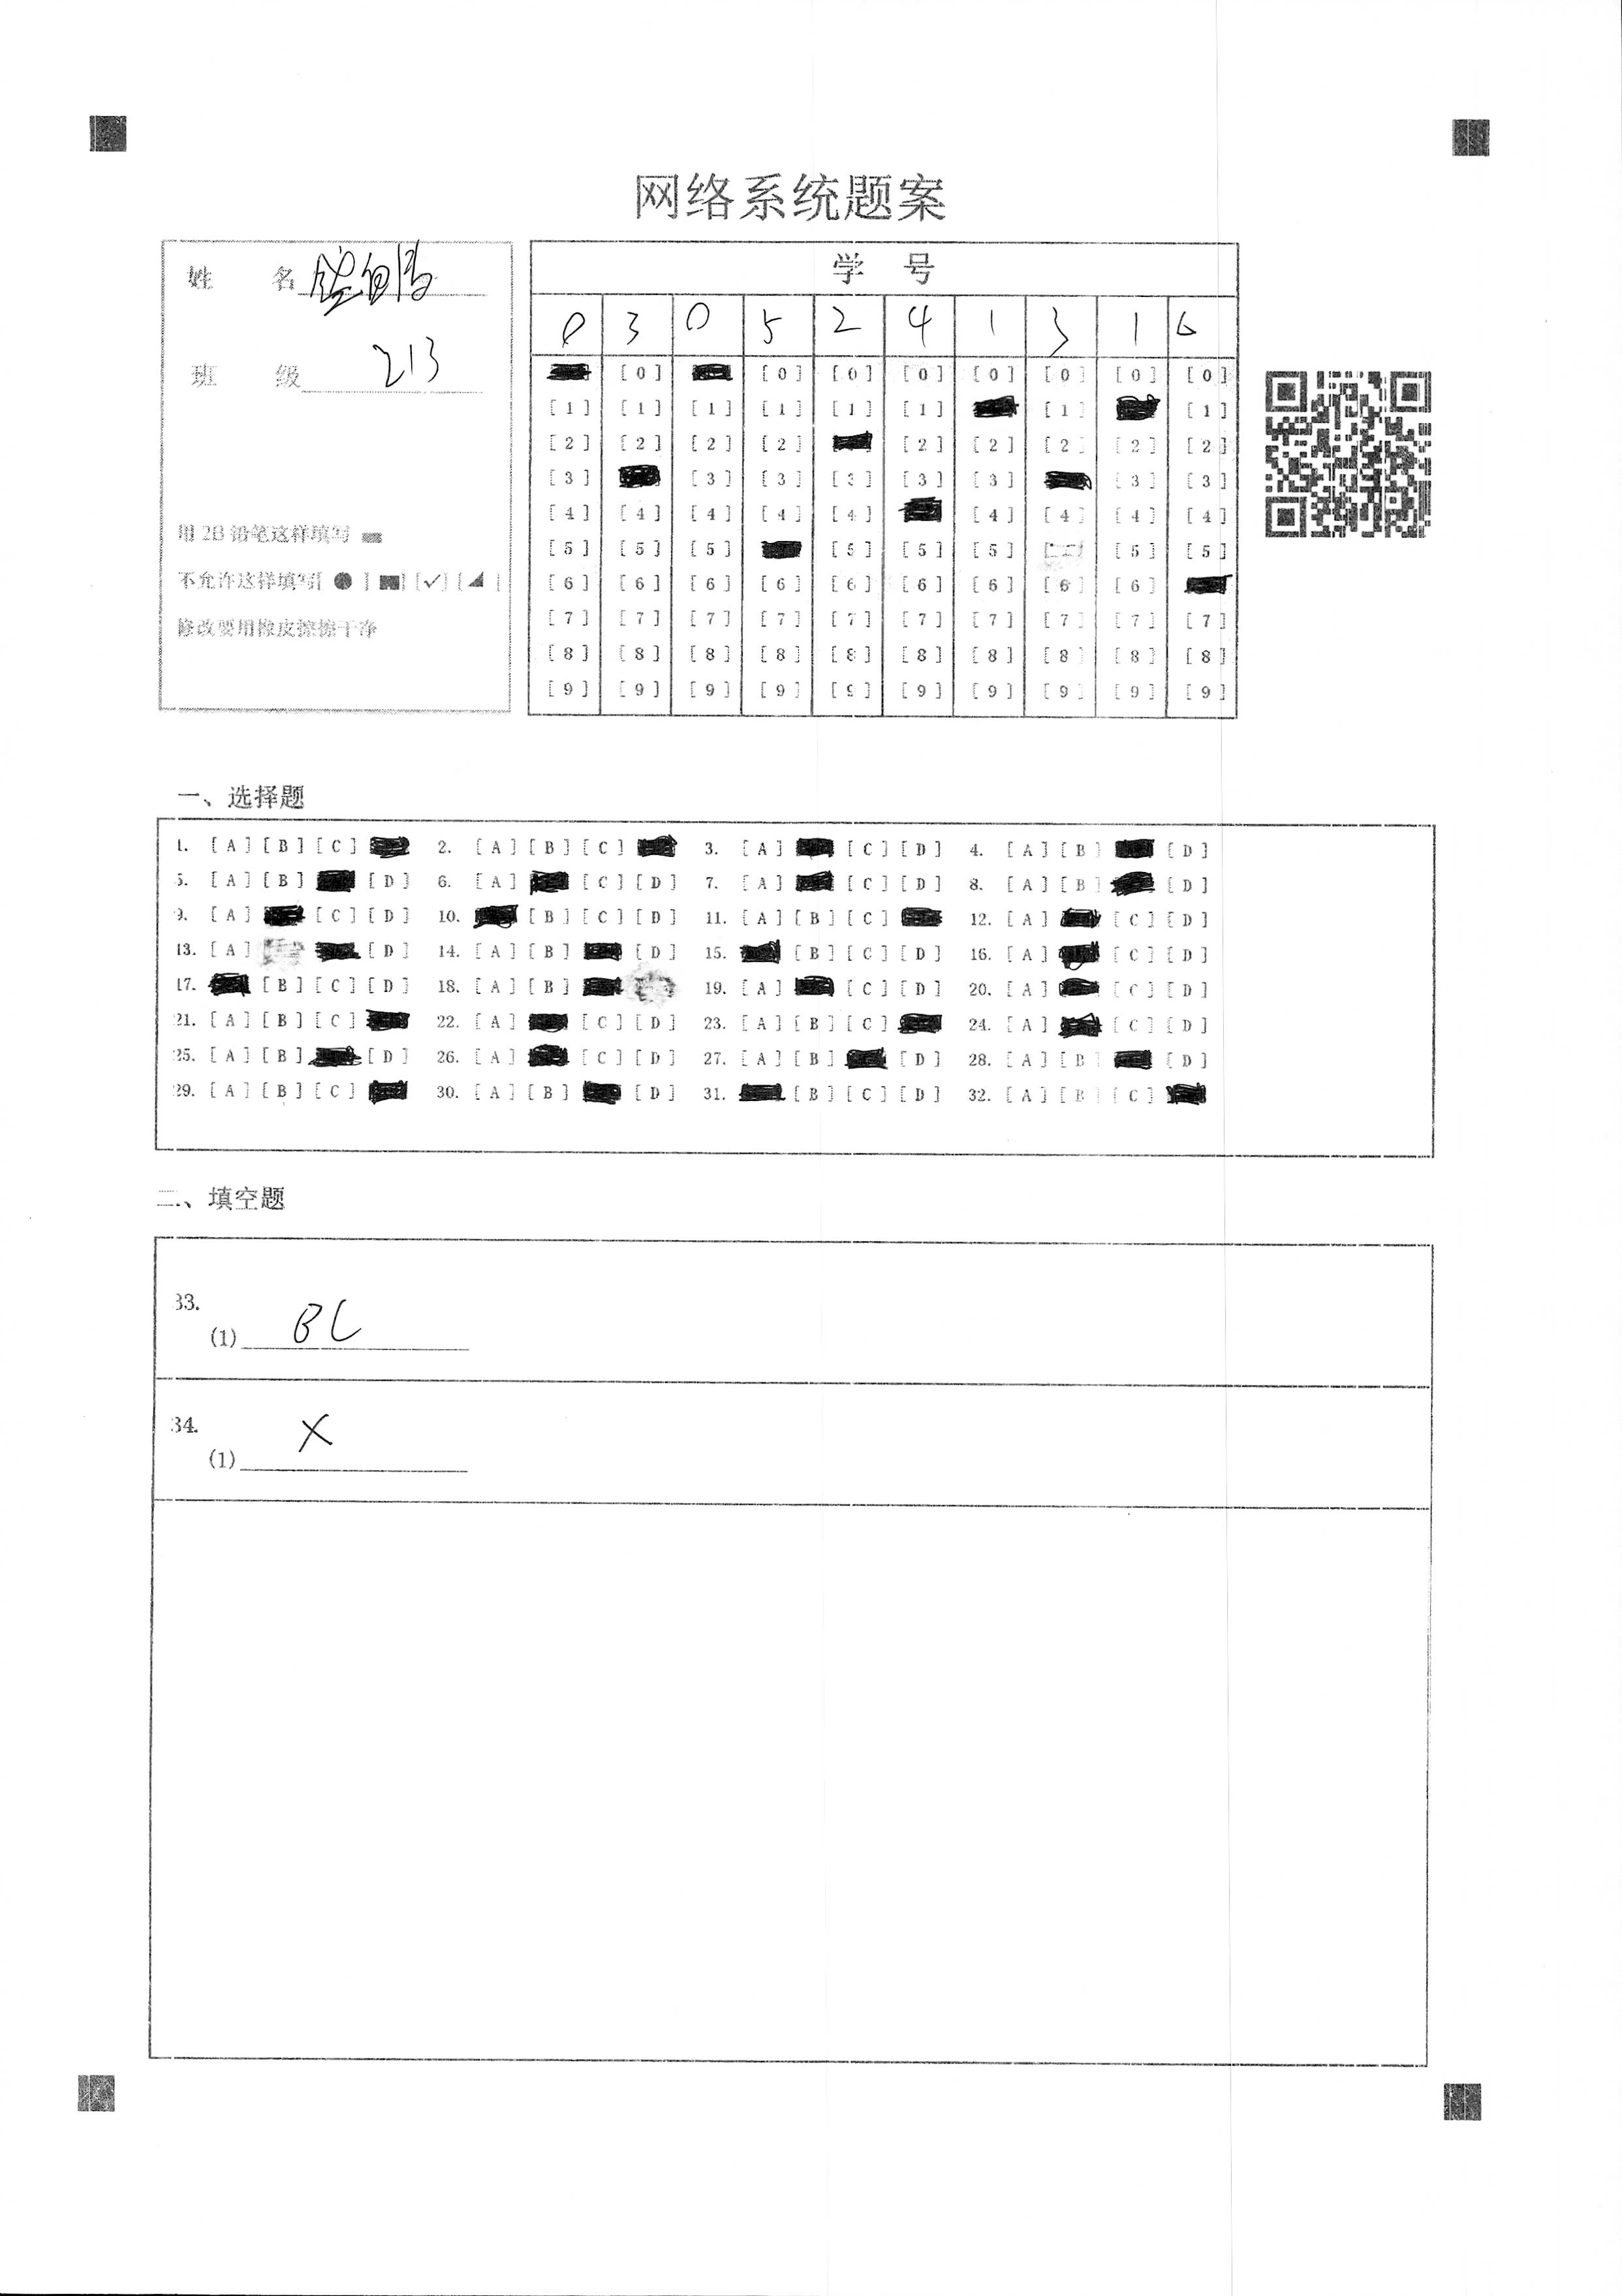 网络系统题案
姓 名
班 级 213
用 2B 铅笔这样填写
不允许这样填写[ ● ] [ ] [✓] [ ]
修改要用橡皮擦擦干净
学 号
0 3 0 5 2 4 1 3 1 6
[0] [0] [0] [0] [0] [0] [0] [0]
[1] [1] [1] [1] [1] [1] [1] [1]
[2] [2] [2] [2] [2] [2] [2] [2] [2]
[3] [3] [3] [3] [3] [3] [3] [3]
[4] [4] [4] [4] [4] [4] [4] [4] [4]
[5] [5] [5] [5] [5] [5] [5] [5]
[6] [6] [6] [6] [6] [6] [6] [6] [6]
[7] [7] [7] [7] [7] [7] [7] [7] [7] [7]
[8] [8] [8] [8] [8] [8] [8] [8] [8] [8]
[9] [9] [9] [9] [9] [9] [9] [9] [9] [9]
一、选择题
1. [A] [B] [C] 2. [A] [B] [C] 3. [A] [C] [D] 4. [A] [B] [D]
5. [A] [B] [D] 6. [A] [C] [D] 7. [A] [C] [D] 8. [A] [B] [D]
9. [A] [C] [D] 10. [B] [C] [D] 11. [A] [B] [C] 12. [A] [C] [D]
13. [A] [D] 14. [A] [B] [D] 15. [B] [C] [D] 16. [A] [C] [D]
17. [B] [C] [D] 18. [A] [B] 19. [A] [C] [D] 20. [A] [C] [D]
21. [A] [B] [C] 22. [A] [C] [D] 23. [A] [B] [C] 24. [A] [C] [D]
25. [A] [B] [D] 26. [A] [C] [D] 27. [A] [B] [D] 28. [A] [B] [D]
29. [A] [B] [C] 30. [A] [B] [D] 31. [B] [C] [D] 32. [A] [B] [C]
二、填空题
33.
(1) BC
34.
(1) X